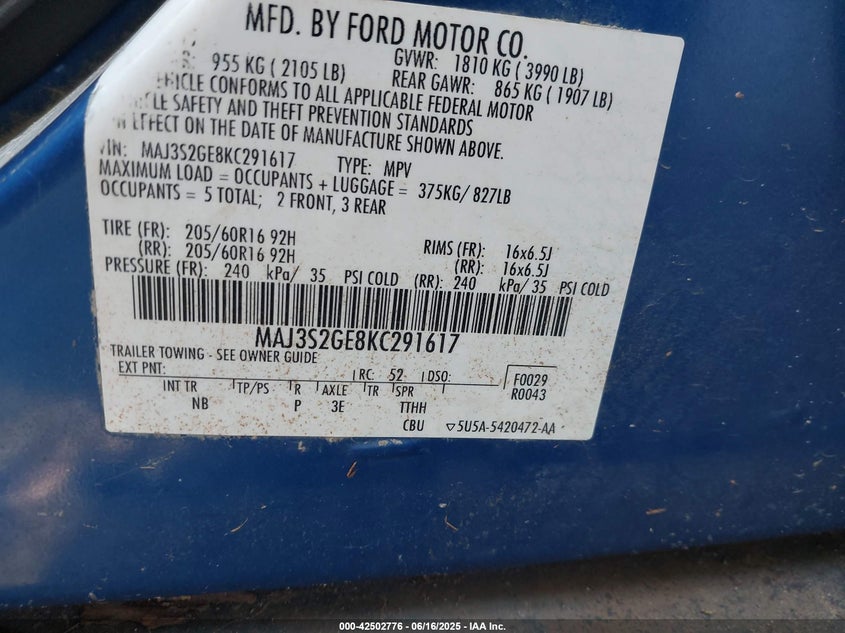 MFD. BY FORD MOTOR CO.
955 KG ( 2105 LB) GVWR: 1810 KG ( 3990 LB)
REAR GAWR: 865 KG ( 1907 LB)
VEHICLE CONFORMS TO ALL APPLICABLE FEDERAL MOTOR
SAFETY AND THEFT PREVENTION STANDARDS
IN EFFECT ON THE DATE OF MANUFACTURE SHOWN ABOVE.
VIN: MAJ3S2GE8KC291617 TYPE: MPV
MAXIMUM LOAD = OCCUPANTS + LUGGAGE = 375KG/ 827LB
OCCUPANTS = 5 TOTAL; 2 FRONT, 3 REAR
TIRE (FR): 205/60R16 92H RIMS (FR): 16x6.5J
(RR): 205/60R16 92H (RR): 16x6.5J
PRESSURE (FR): 240 kPa/ 35 PSI COLD (RR): 240 kPa/ 35 PSI COLD
MAJ3S2GE8KC291617
TRAILER TOWING - SEE OWNER GUIDE
EXT PNT: RC: 52 DSO: F0029
INT TR TP/PS R AXLE TR SPR R0043
NB P 3E TTHH
CBU ▽5U5A-5420472-AA
000-42502776 - 06/16/2025 - IAA Inc.